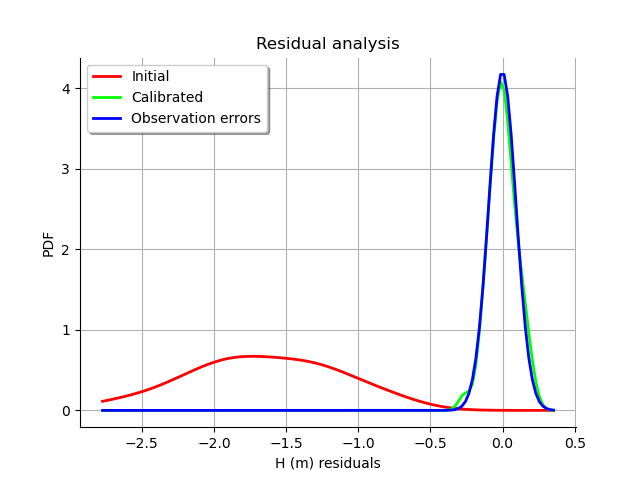 Residual analysis
Initial
Calibrated
Observation errors
PDF
4
3
2
1
0
−2.5 −2.0 −1.5 −1.0 −0.5 0.0 0.5
H (m) residuals